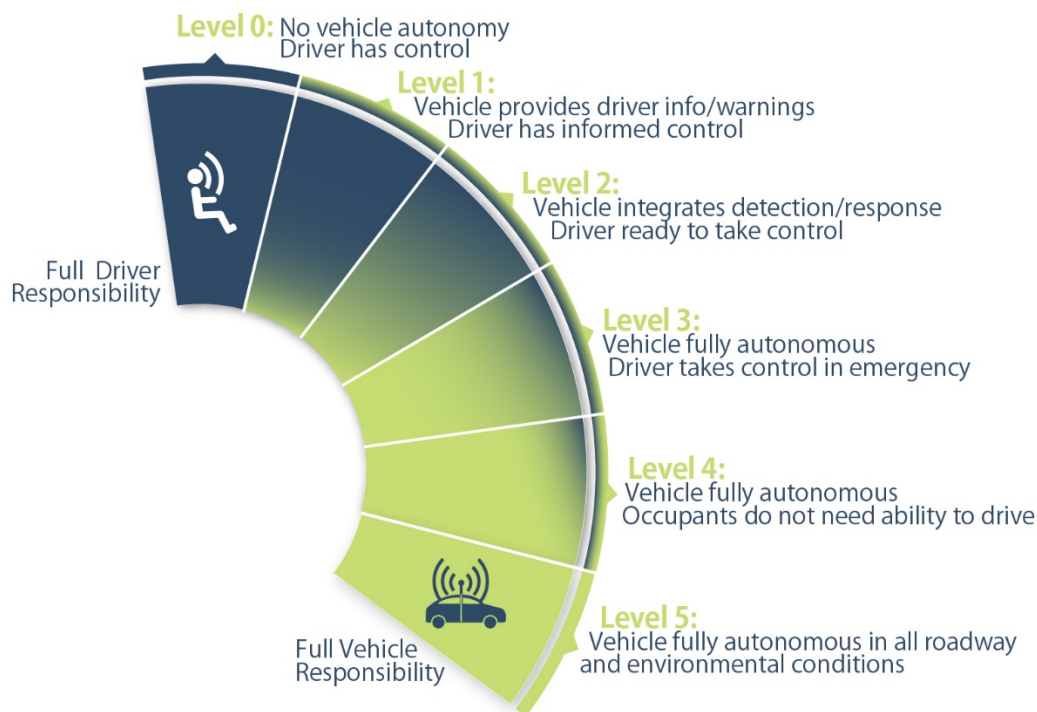 Level 0: No vehicle autonomy
Driver has control
Level 1:
Vehicle provides driver info/warnings
Driver has informed control
Level 2:
Vehicle integrates detection/response
Driver ready to take control
Full Driver
Responsibility
Level 3:
Vehicle fully autonomous
Driver takes control in emergency
Level 4:
Vehicle fully autonomous
Occupants do not need ability to drive
Level 5:
Vehicle fully autonomous in all roadway
and environmental conditions
Full Vehicle
Responsibility